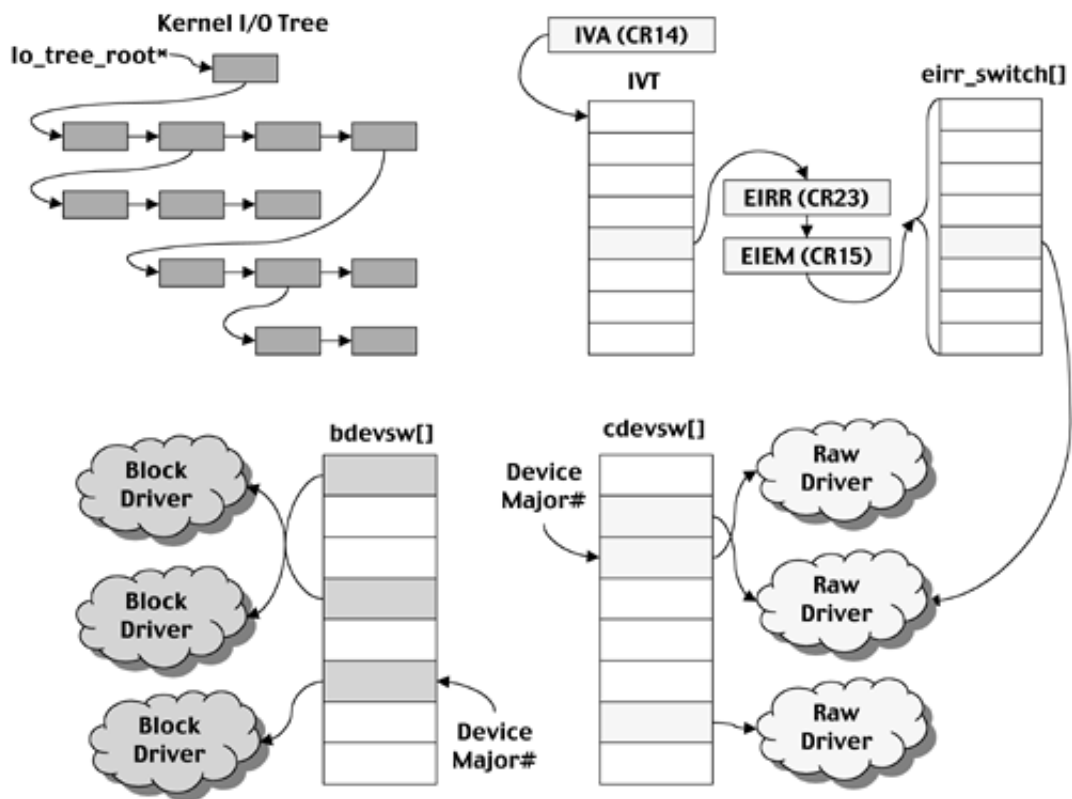 Kernel I/O Tree
Io_tree_root*
IVA (CR14)
IVT
eirr_switch[]
EIRR (CR23)
EIEM (CR15)
bdevsw[]
Block
Driver
Block
Driver
Block
Driver
Device
Major#
cdevsw[]
Device
Major#
Raw
Driver
Raw
Driver
Raw
Driver